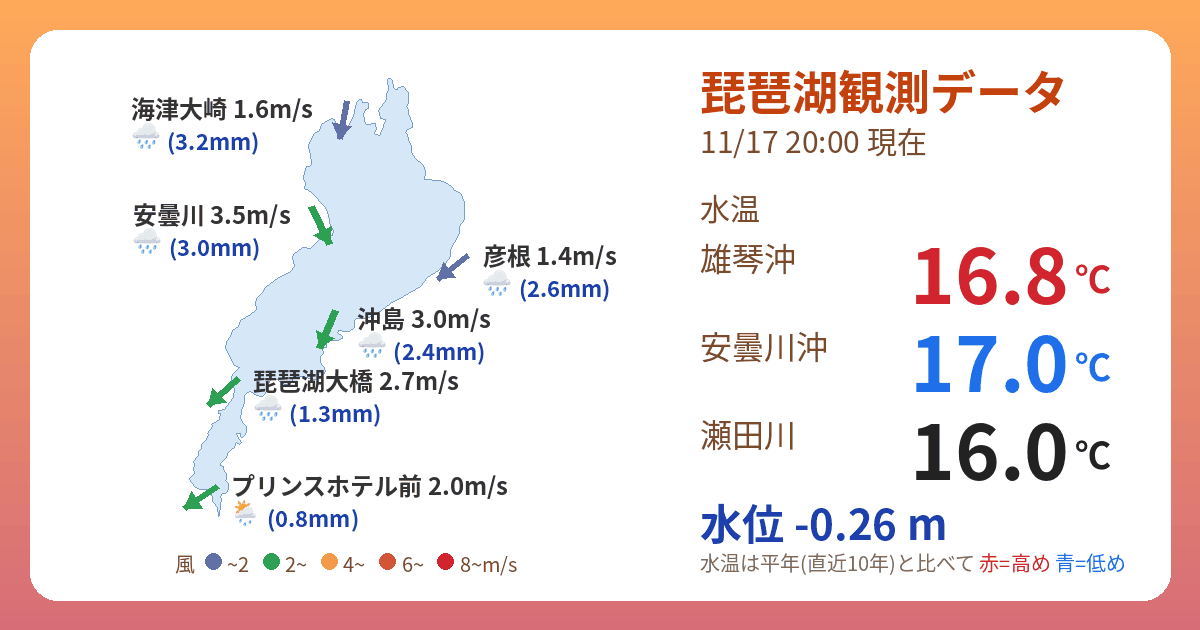 海津大崎 1.6m/s
(3.2mm)
安曇川 3.5m/s
(3.0mm)
彦根 1.4m/s
(2.6mm)
沖島 3.0m/s
(2.4mm)
琵琶湖大橋 2.7m/s
(1.3mm)
プリンスホテル前 2.0m/s
(0.8mm)
風 ~2 2~ 4~ 6~ 8~m/s
琵琶湖観測データ
11/17 20:00 現在
水温
雄琴沖 16.8℃
安曇川沖 17.0℃
瀬田川 16.0℃
水位 -0.26 m
水温は平年(直近10年)と比べて 赤=高め 青=低め